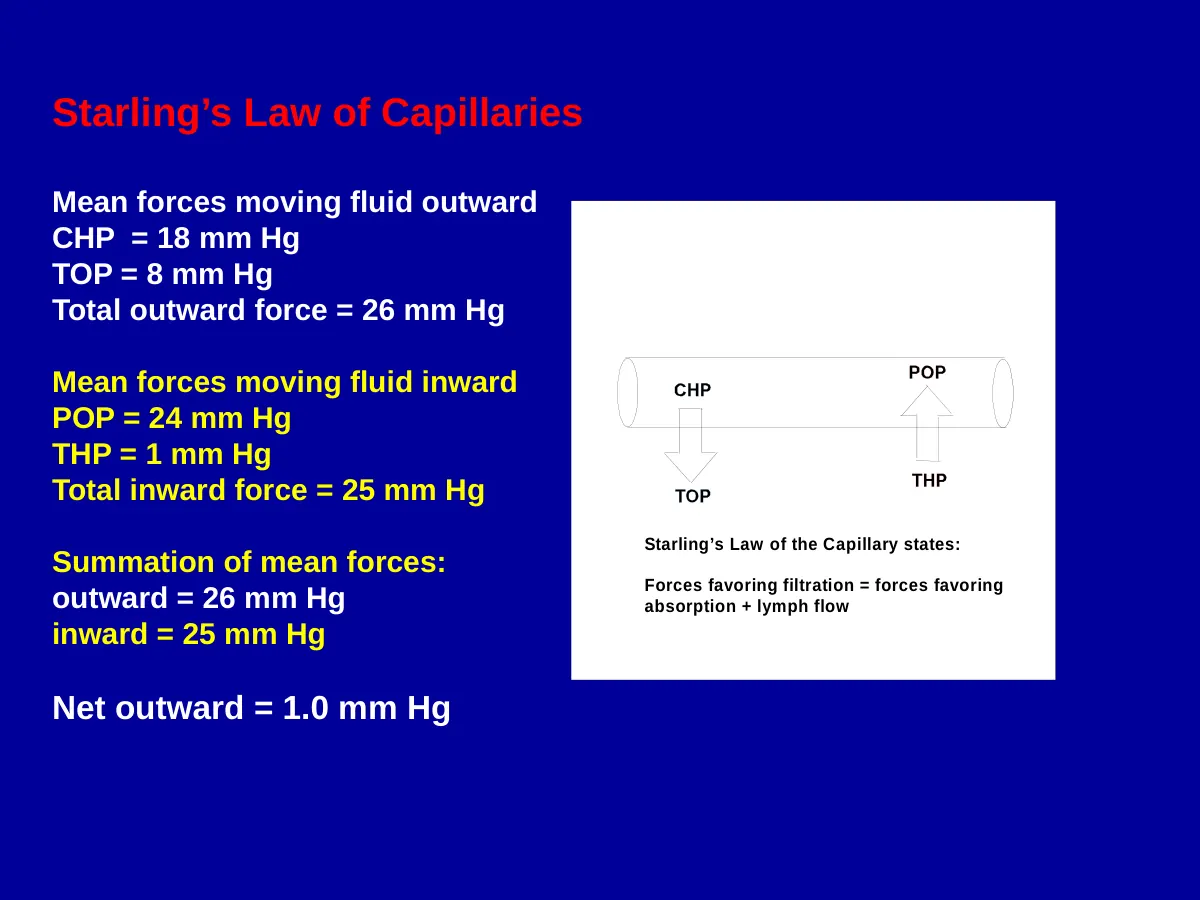 Starling’s Law of Capillaries
Mean forces moving fluid outward
CHP  = 18 mm Hg
TOP = 8 mm Hg
Total outward force = 26 mm Hg
Mean forces moving fluid inward
POP = 24 mm Hg
THP = 1 mm Hg
Total inward force = 25 mm Hg
Summation of mean forces:
outward = 26 mm Hg
inward = 25 mm Hg
Net outward = 1.0 mm Hg
CHP
POP
TOP
THP
Starling’s Law of the Capillary states:
Forces favoring filtration = forces favoring
absorption + lymph flow